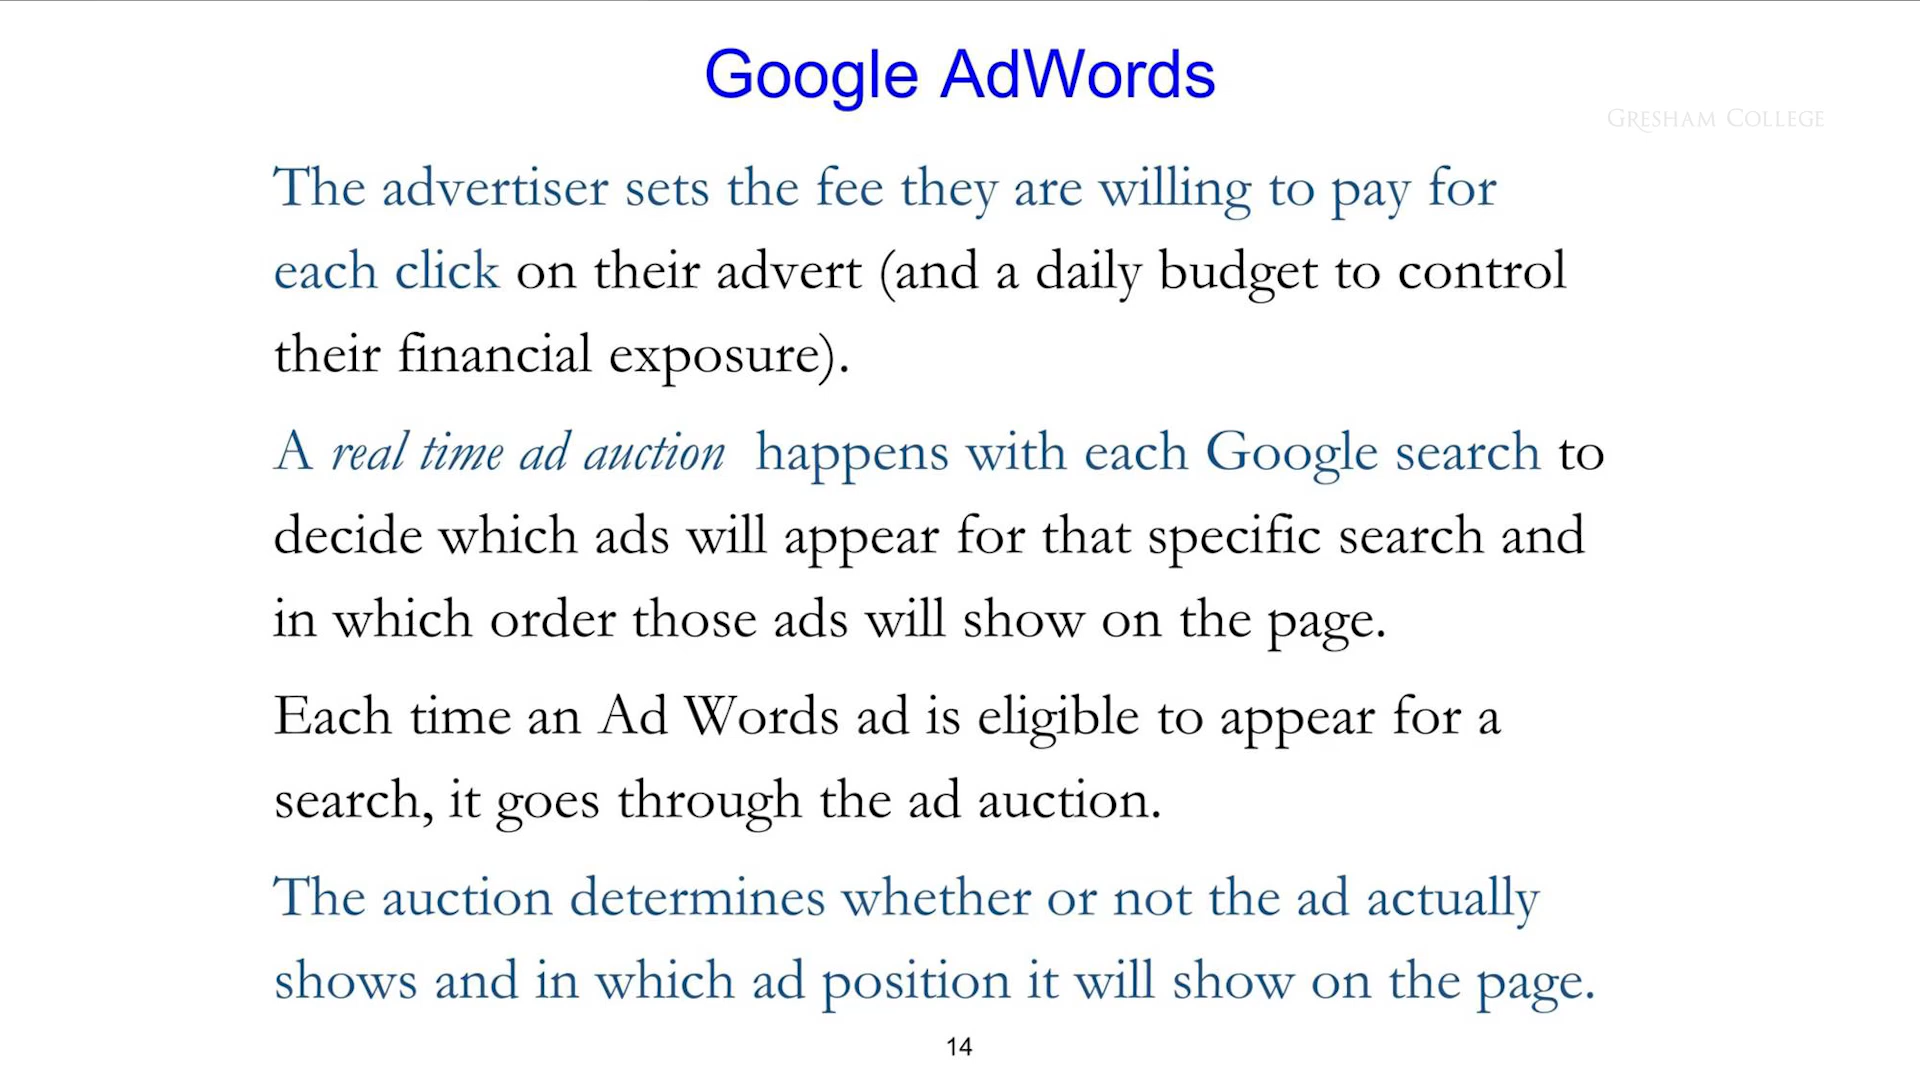 Google AdWords
GRESHAM COLLEGE
The advertiser sets the fee they are willing to pay for
each click on their advert (and a daily budget to control
their financial exposure).
A real time ad auction happens with each Google search to
decide which ads will appear for that specific search and
in which order those ads will show on the page.
Each time an Ad Words ad is eligible to appear for a
search, it goes through the ad auction.
The auction determines whether or not the ad actually
shows and in which ad position it will show on the page.
14